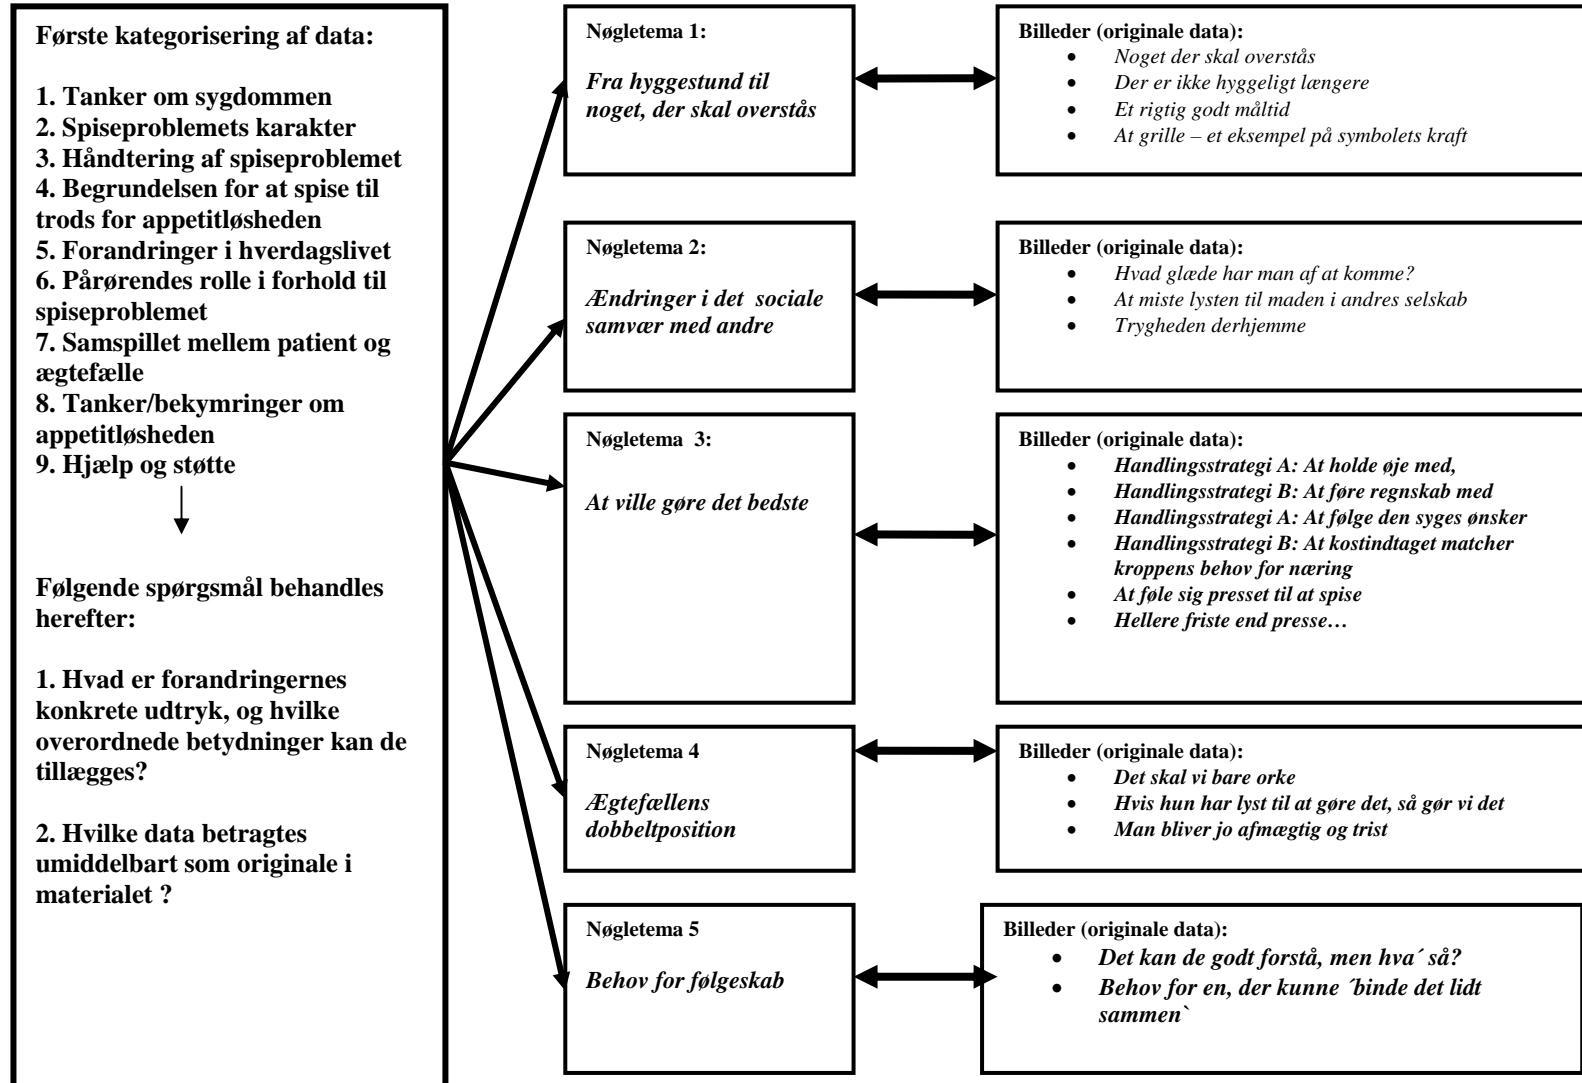 Første kategorisering af data:
1. Tanker om sygdommen
2. Spiseproblemets karakter
3. Håndtering af spiseproblemet
4. Begrundelsen for at spise til
trods for appetitløsheden
5. Forandringer i hverdagslivet
6. Pårørendes rolle i forhold til
spiseproblemet
7. Samspillet mellem patient og
ægtefælle
8. Tanker/bekymringer om
appetitløsheden
9. Hjælp og støtte
Følgende spørgsmål behandles
herefter:
1. Hvad er forandringernes
konkrete udtryk, og hvilke
overordnede betydninger kan de
tillægges?
2. Hvilke data betragtes
umiddelbart som originale i
materialet ?
Nøgletema 1:
Fra hyggestund til
noget, der skal overstås
Billeder (originale data):
• Noget der skal overstås
• Der er ikke hyggeligt længere
• Et rigtig godt måltid
• At grille – et eksempel på symbolets kraft
Nøgletema 2:
Ændringer i det  sociale
samvær med andre
Billeder (originale data):
• Hvad glæde har man af at komme?
• At miste lysten til maden i andres selskab
• Trygheden derhjemme
Nøgletema  3:
At ville gøre det bedste
Billeder (originale data):
• Handlingsstrategi A: At holde øje med,
• Handlingsstrategi B: At føre regnskab med
• Handlingsstrategi A: At følge den syges ønsker
• Handlingsstrategi B: At kostindtaget matcher
kroppens behov for næring
• At føle sig presset til at spise
• Hellere friste end presse…
Nøgletema 4
Ægtefællens
dobbeltposition
Billeder (originale data):
• Det skal vi bare orke
• Hvis hun har lyst til at gøre det, så gør vi det
• Man bliver jo afmægtig og trist
Nøgletema 5
Behov for følgeskab
Billeder (originale data):
• Det kan de godt forstå, men hva´ så?
• Behov for en, der kunne ´binde det lidt
sammen`